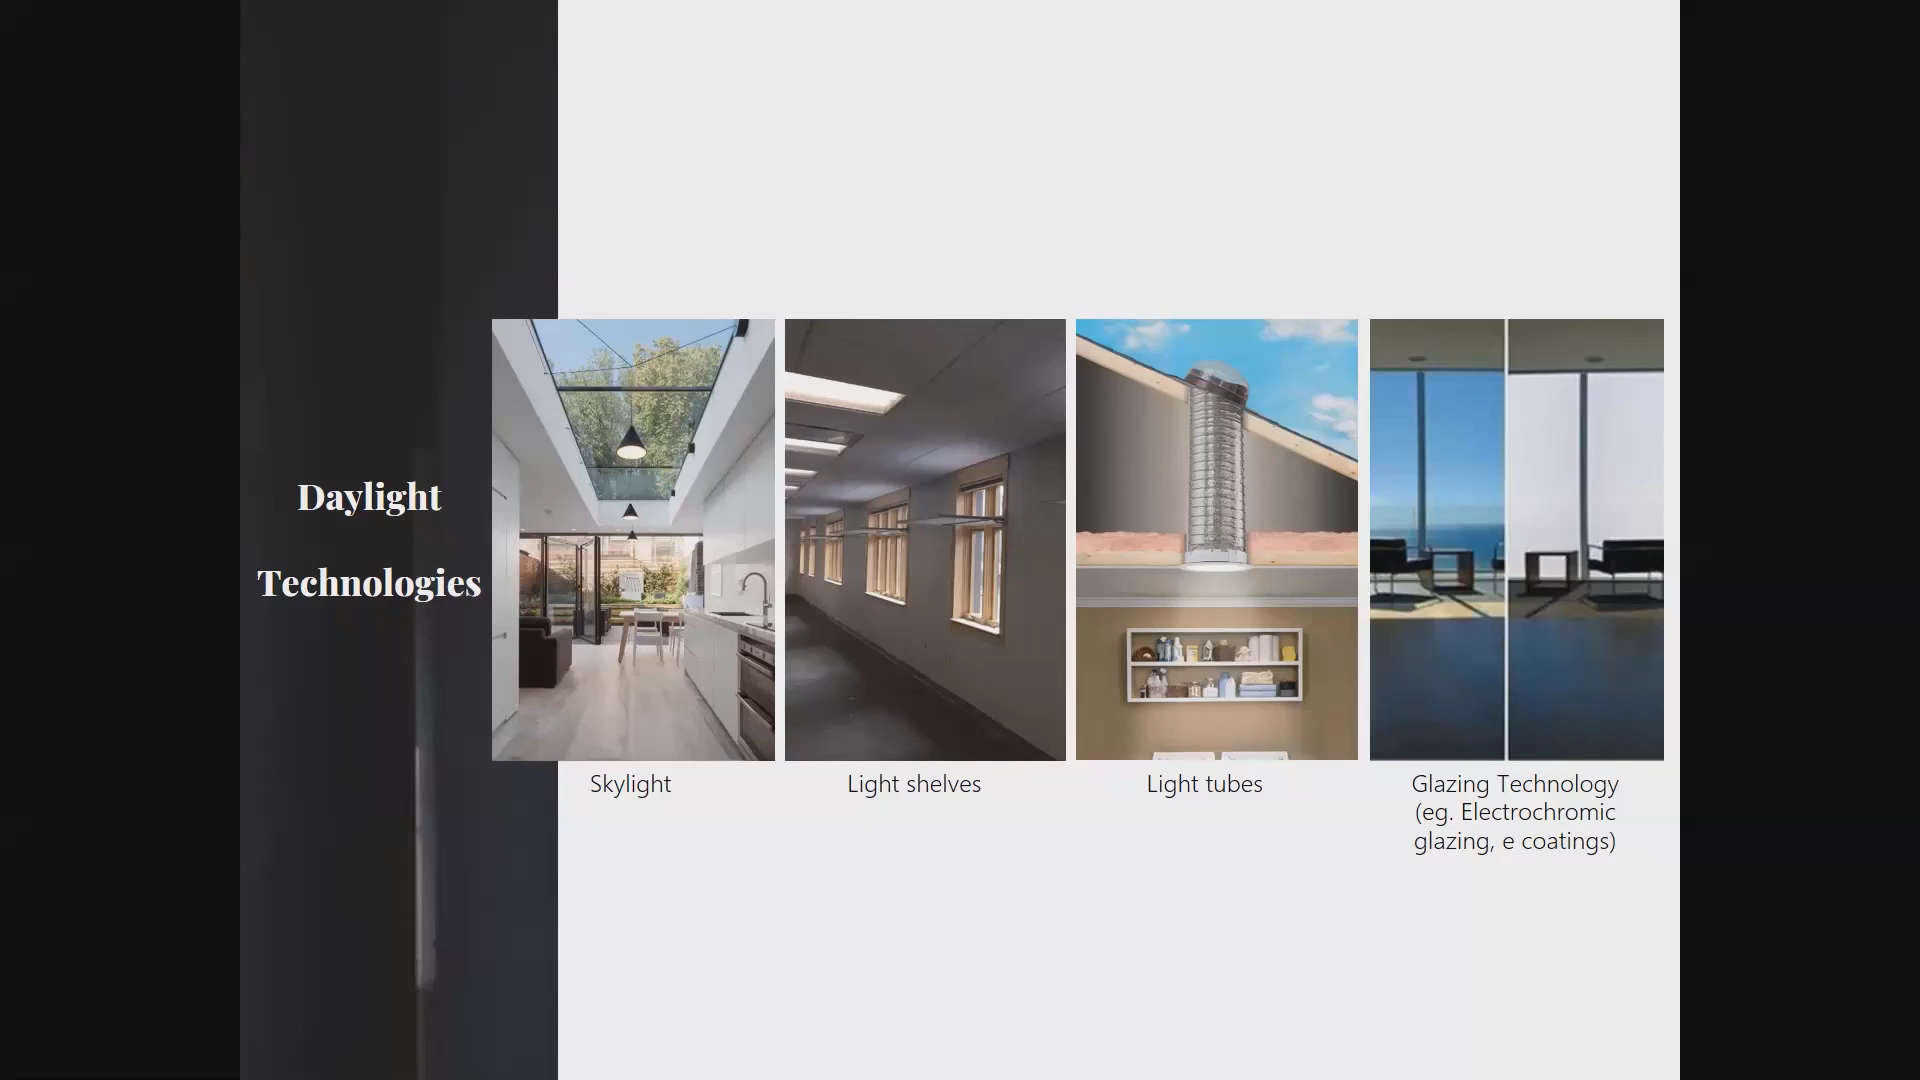 Daylight
Technologies
Skylight
Light shelves
Light tubes
Glazing Technology
(eg. Electrochromic
glazing, e coatings)